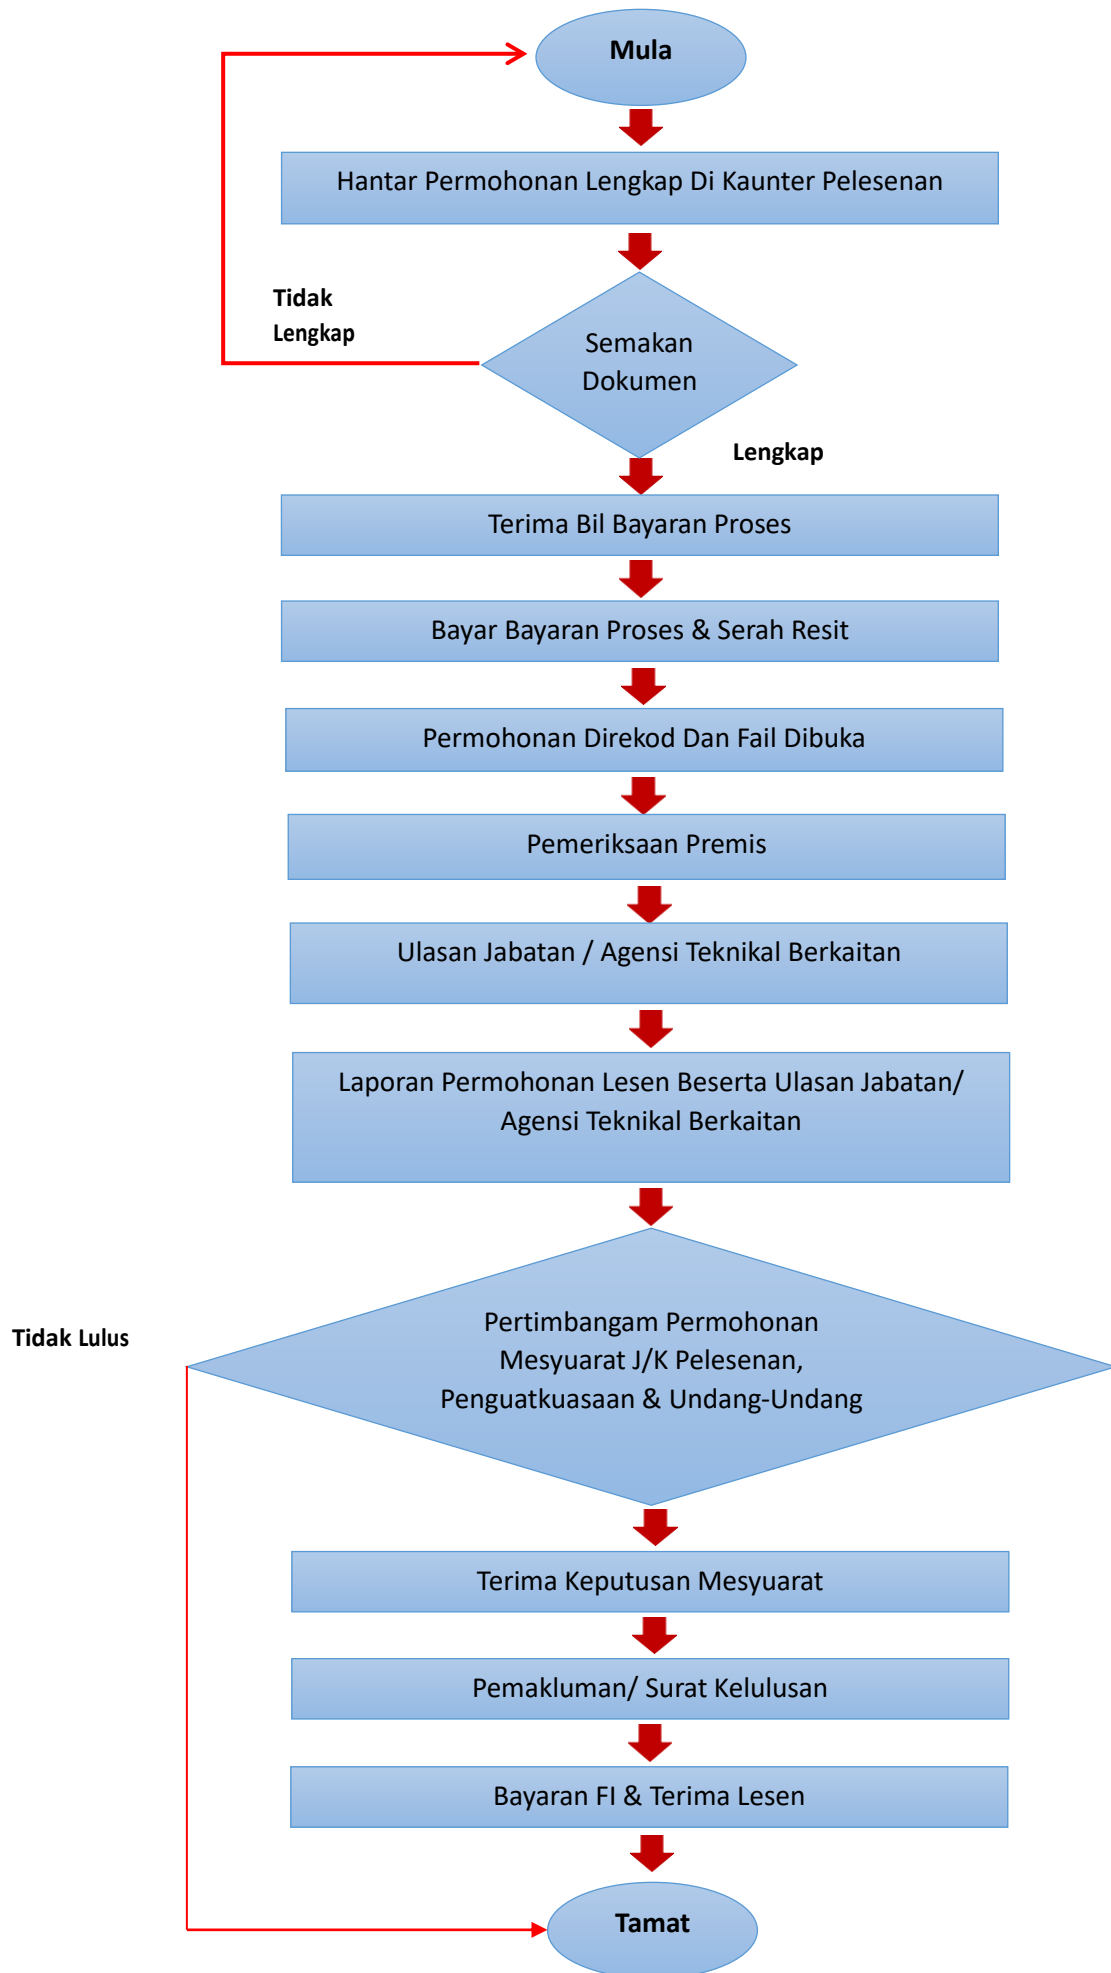 Mula
Hantar Permohonan Lengkap Di Kaunter Pelesenan
Tidak
Lengkap
Semakan
Dokumen
Lengkap
Terima Bil Bayaran Proses
Bayar Bayaran Proses & Serah Resit
Permohonan Direkod Dan Fail Dibuka
Pemeriksaan Premis
Ulasan Jabatan / Agensi Teknikal Berkaitan
Laporan Permohonan Lesen Beserta Ulasan Jabatan/
Agensi Teknikal Berkaitan
Tidak Lulus
Pertimbangam Permohonan
Mesyuarat J/K Pelesenan,
Penguatkuasaan & Undang-Undang
Terima Keputusan Mesyuarat
Pemakluman/ Surat Kelulusan
Bayaran FI & Terima Lesen
Tamat